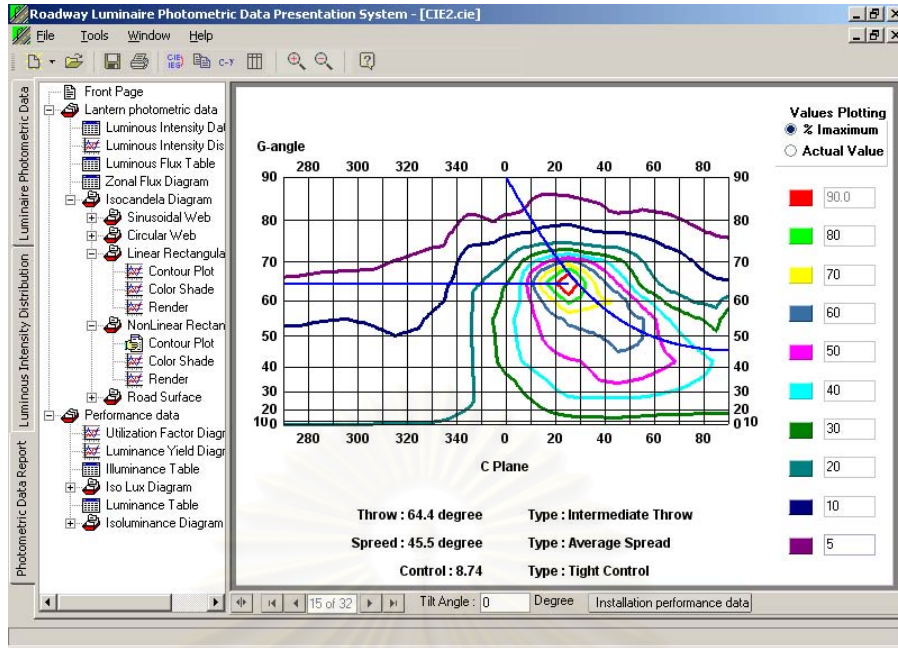 Roadway Luminaire Photometric Data Presentation System - [CIE2.cie]
File Tools Window Help
CIE IES C-γ
Luminaire Photometric Data
Luminous Intensity Distribution
Photometric Data Report
Front Page
Lantern photometric data
Luminous Intensity Dat
Luminous Intensity Dis
Luminous Flux Table
Zonal Flux Diagram
Isocandela Diagram
Sinusoidal Web
Circular Web
Linear Rectangula
Contour Plot
Color Shade
Render
NonLinear Rectan
Contour Plot
Color Shade
Render
Road Surface
Performance data
Utilization Factor Diagr
Luminance Yield Diagr
Illuminance Table
Iso Lux Diagram
Luminance Table
Isoluminance Diagram
G-angle
280 300 320 340 0 20 40 60 80
90 90
80 80
70 70
60 60
50 50
40 40
30 30
20 20
10 0 0 10
280 300 320 340 0 20 40 60 80
C Plane
Throw : 64.4 degree Type : Intermediate Throw
Spreed : 45.5 degree Type : Average Spread
Control : 8.74 Type : Tight Control
Values Plotting
% Imaximum
Actual Value
90.0
80
70
60
50
40
30
20
10
5
15 of 32 Tilt Angle : 0 Degree Installation performance data